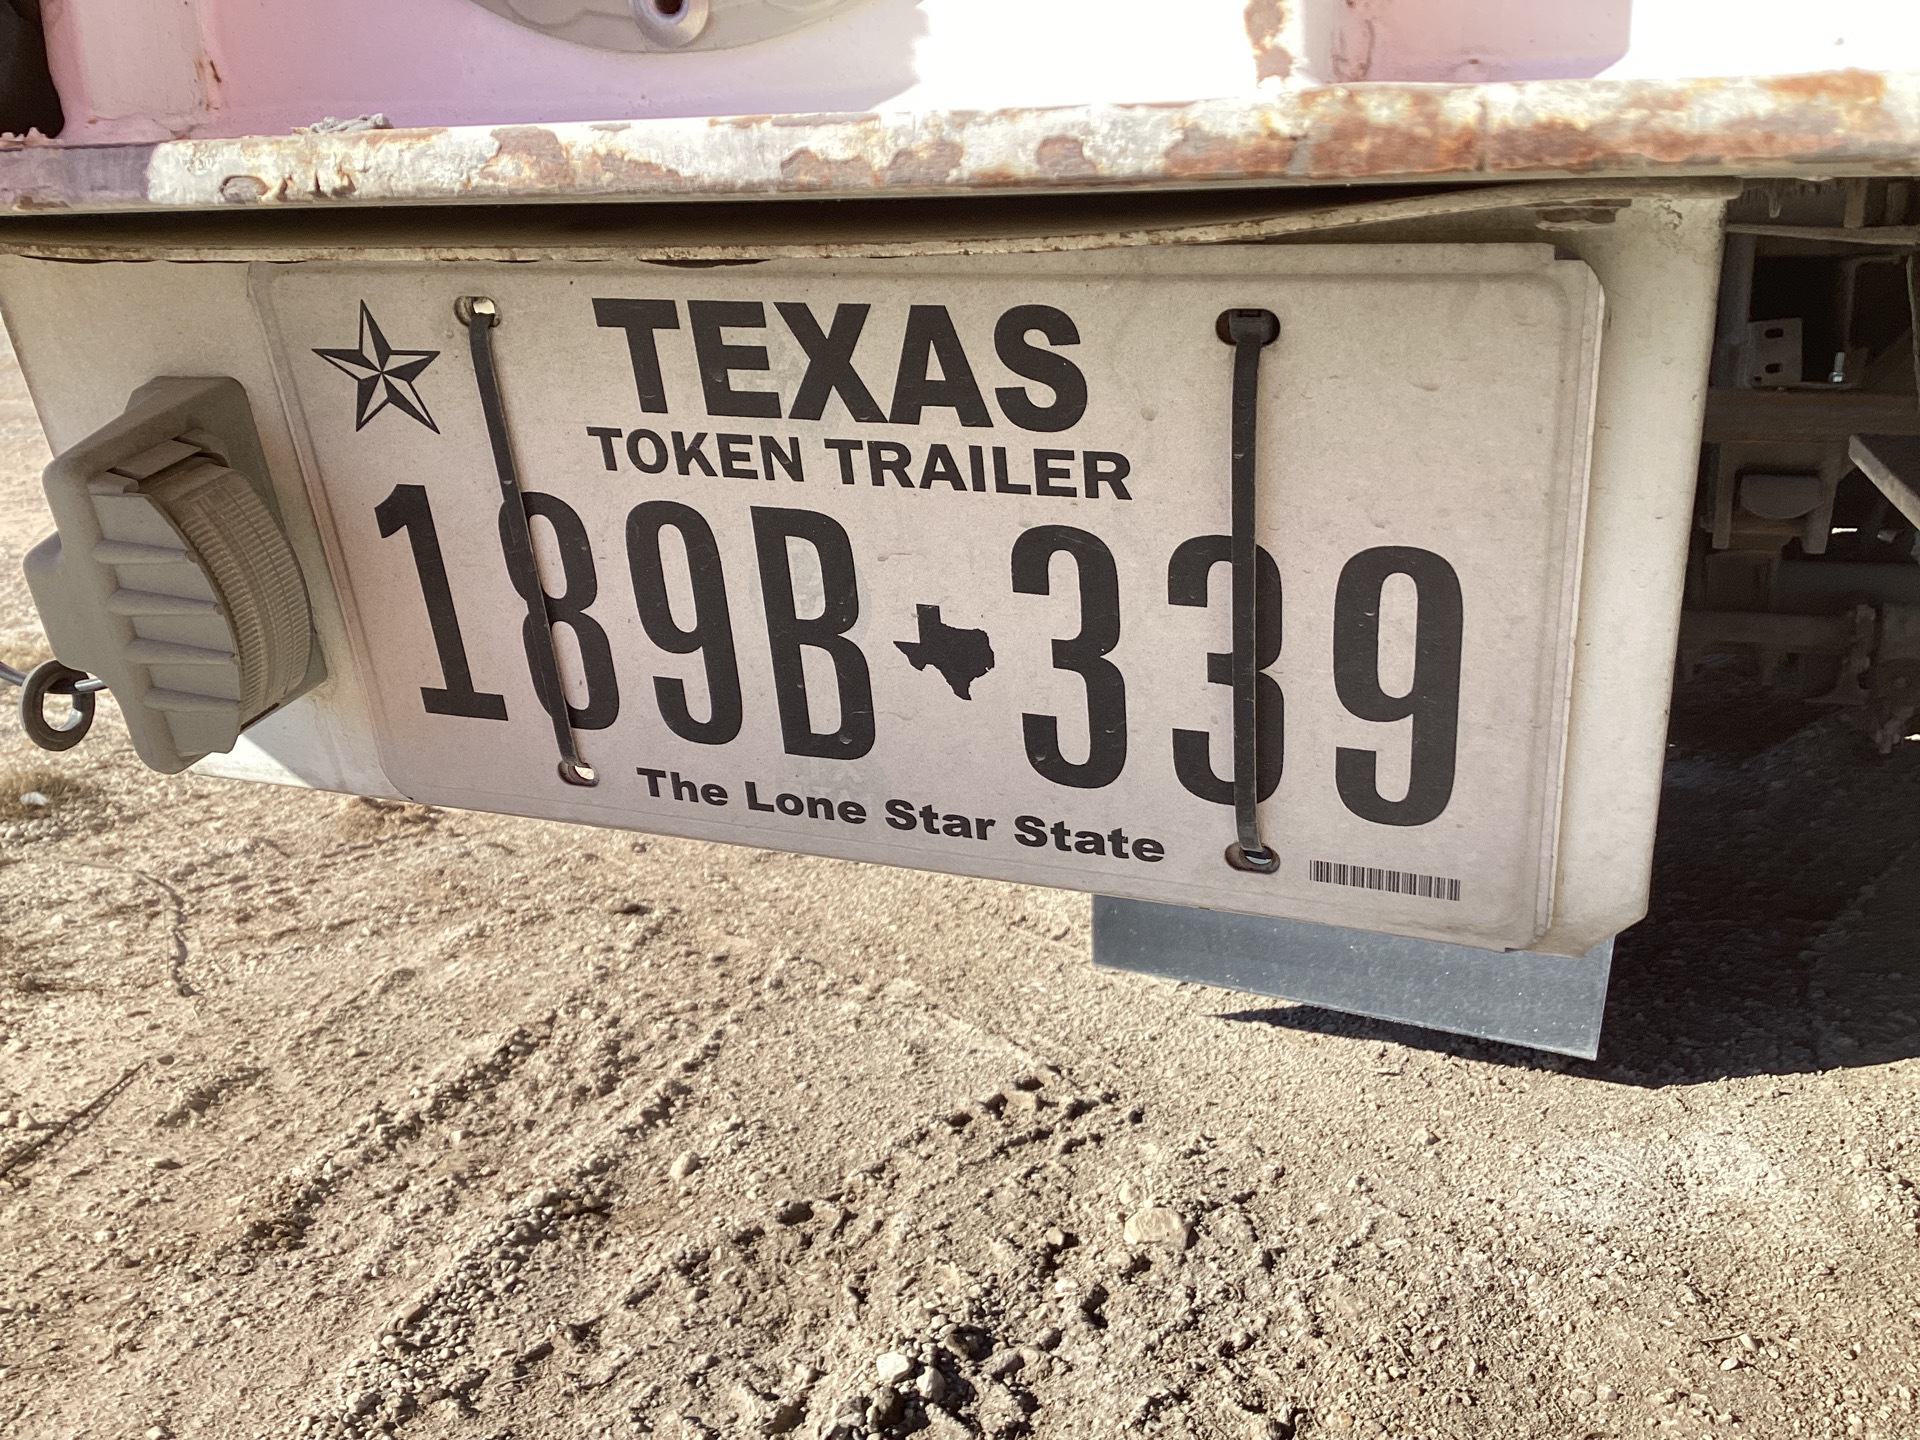 TEXAS
TOKEN TRAILER
189B 339
The Lone Star State